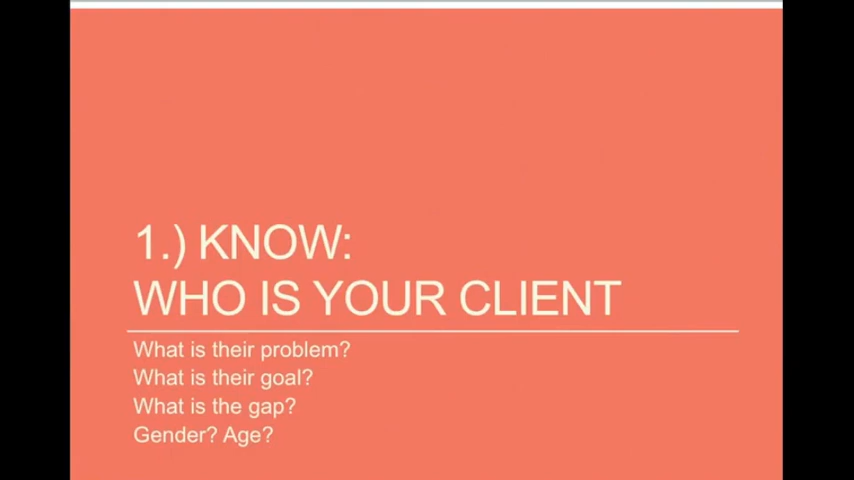 1.) KNOW:
WHO IS YOUR CLIENT
What is their problem?
What is their goal?
What is the gap?
Gender? Age?